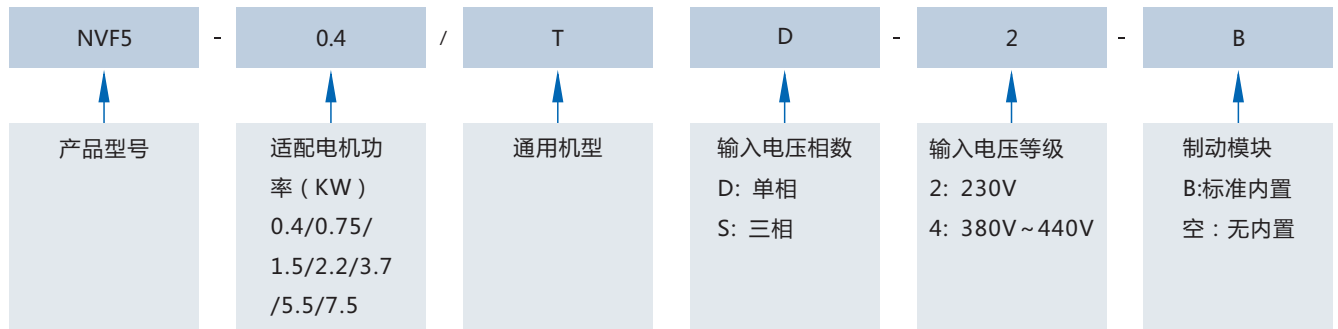 NVF5 - 0.4 / T D - 2 - B
产品型号
适配电机功
率（KW）
0.4/0.75/
1.5/2.2/3.7
/5.5/7.5
通用机型
输入电压相数
D: 单相
S: 三相
输入电压等级
2: 230V
4: 380V~440V
制动模块
B:标准内置
空：无内置